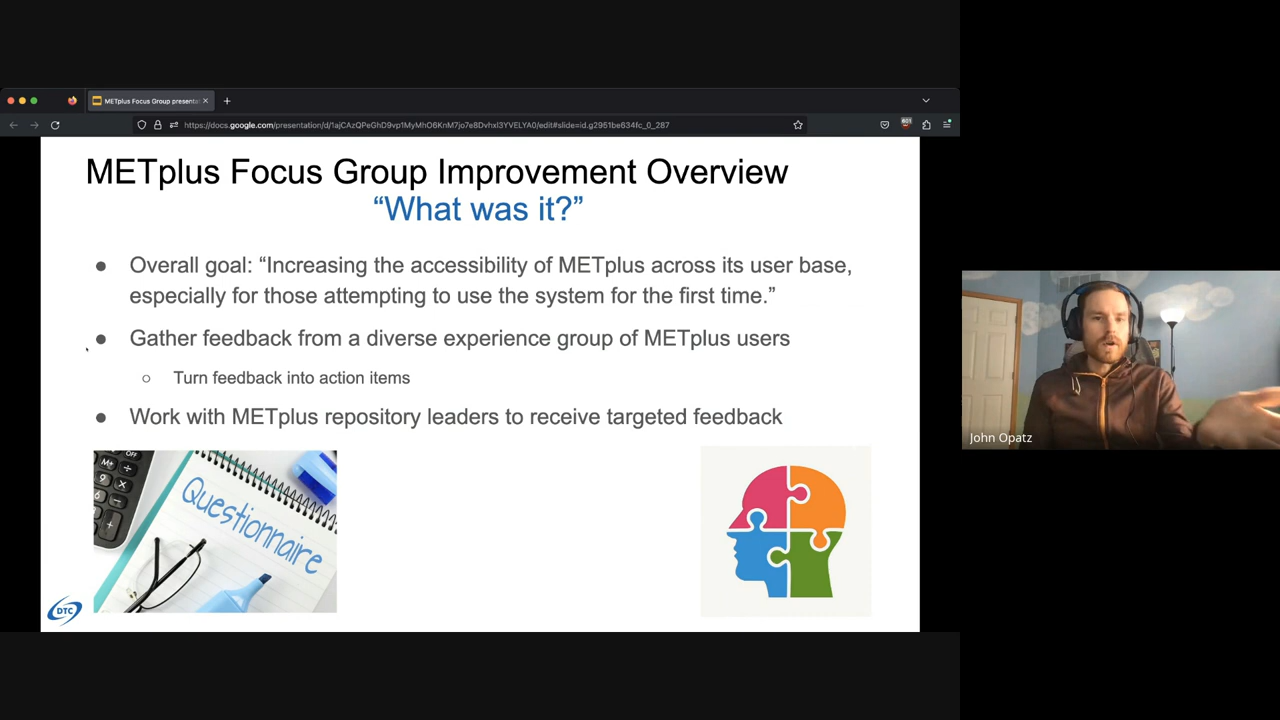 METplus Focus Group presentat
https://docs.google.com/presentation/d/1ajCAzQPeGhD9vp1MyMhO6KnM7jo7e8Dvhxl3YVELYA0/edit#slide=id.g2951be634fc_0_287
METplus Focus Group Improvement Overview
“What was it?”
● Overall goal: “Increasing the accessibility of METplus across its user base,
especially for those attempting to use the system for the first time.”
● Gather feedback from a diverse experience group of METplus users
○ Turn feedback into action items
● Work with METplus repository leaders to receive targeted feedback
OFF
M+ ÷
×
9 −
+
Questionnaire
DTC
John Opatz